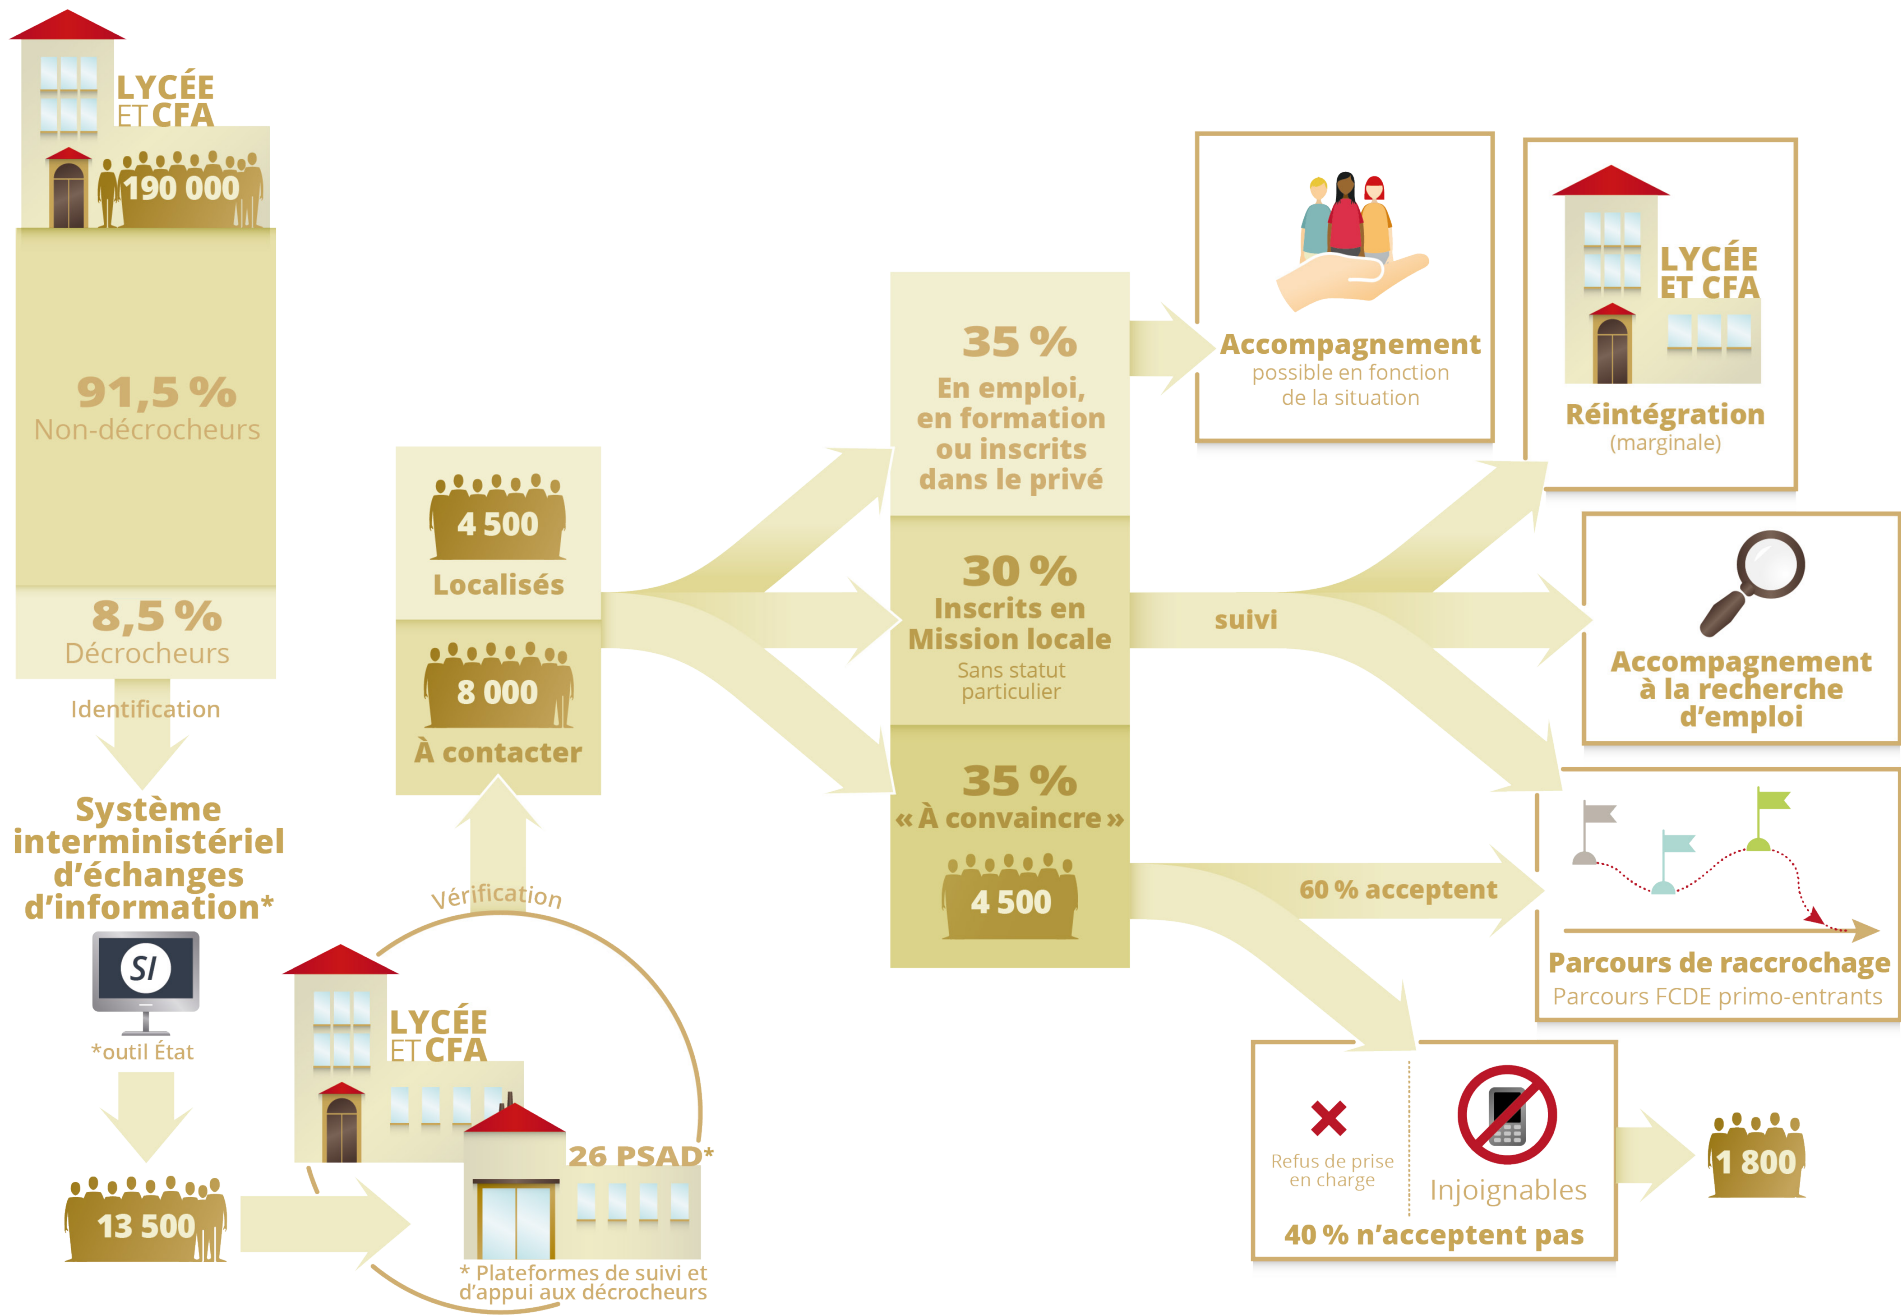 LYCÉE
ET CFA
190 000
91,5 %
Non-décrocheurs
8,5 %
Décrocheurs
Identification
Système
interministériel
d’échanges
d’information*
SI
*outil État
13 500
LYCÉE
ET CFA
26 PSAD*
* Plateformes de suivi et
d’appui aux décrocheurs
Vérification
4 500
Localisés
8 000
À contacter
35 %
En emploi,
en formation
ou inscrits
dans le privé
30 %
Inscrits en
Mission locale
Sans statut
particulier
35 %
« À convaincre »
4 500
Accompagnement
possible en fonction
de la situation
suivi
LYCÉE
ET CFA
Réintégration
(marginale)
Accompagnement
à la recherche
d’emploi
60 % acceptent
Parcours de raccrochage
Parcours FCDE primo-entrants
Refus de prise
en charge
Injoignables
40 % n’acceptent pas
1 800